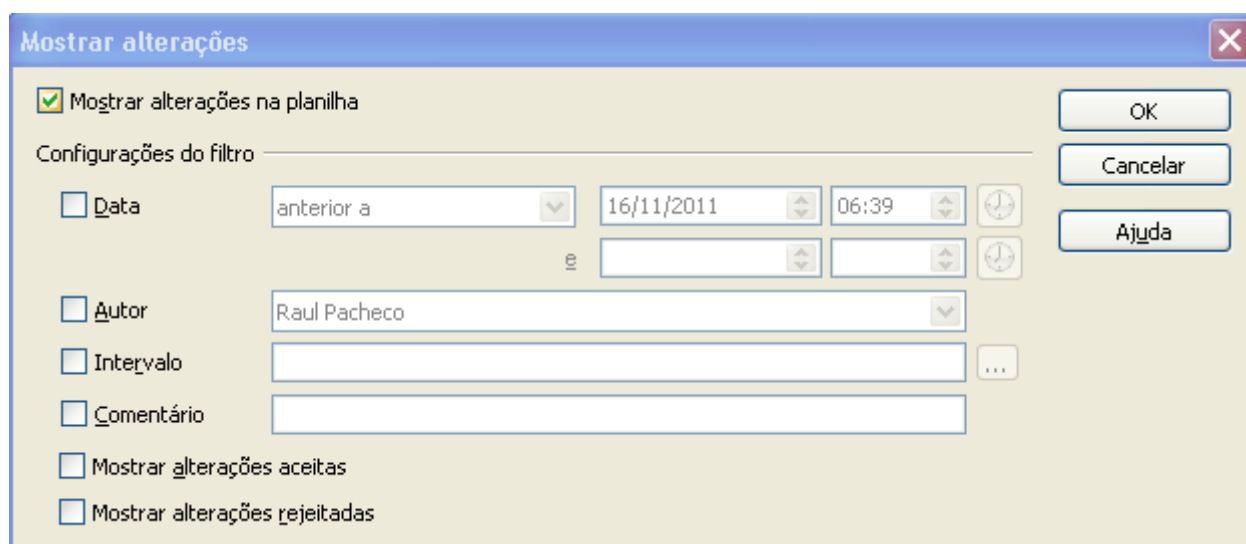 Mostrar alterações
Mostrar alterações na planilha
OK
Configurações do filtro
Cancelar
Data anterior a 16/11/2011 06:39
Ajuda
e
Autor Raul Pacheco
Intervalo ...
Comentário
Mostrar alterações aceitas
Mostrar alterações rejeitadas